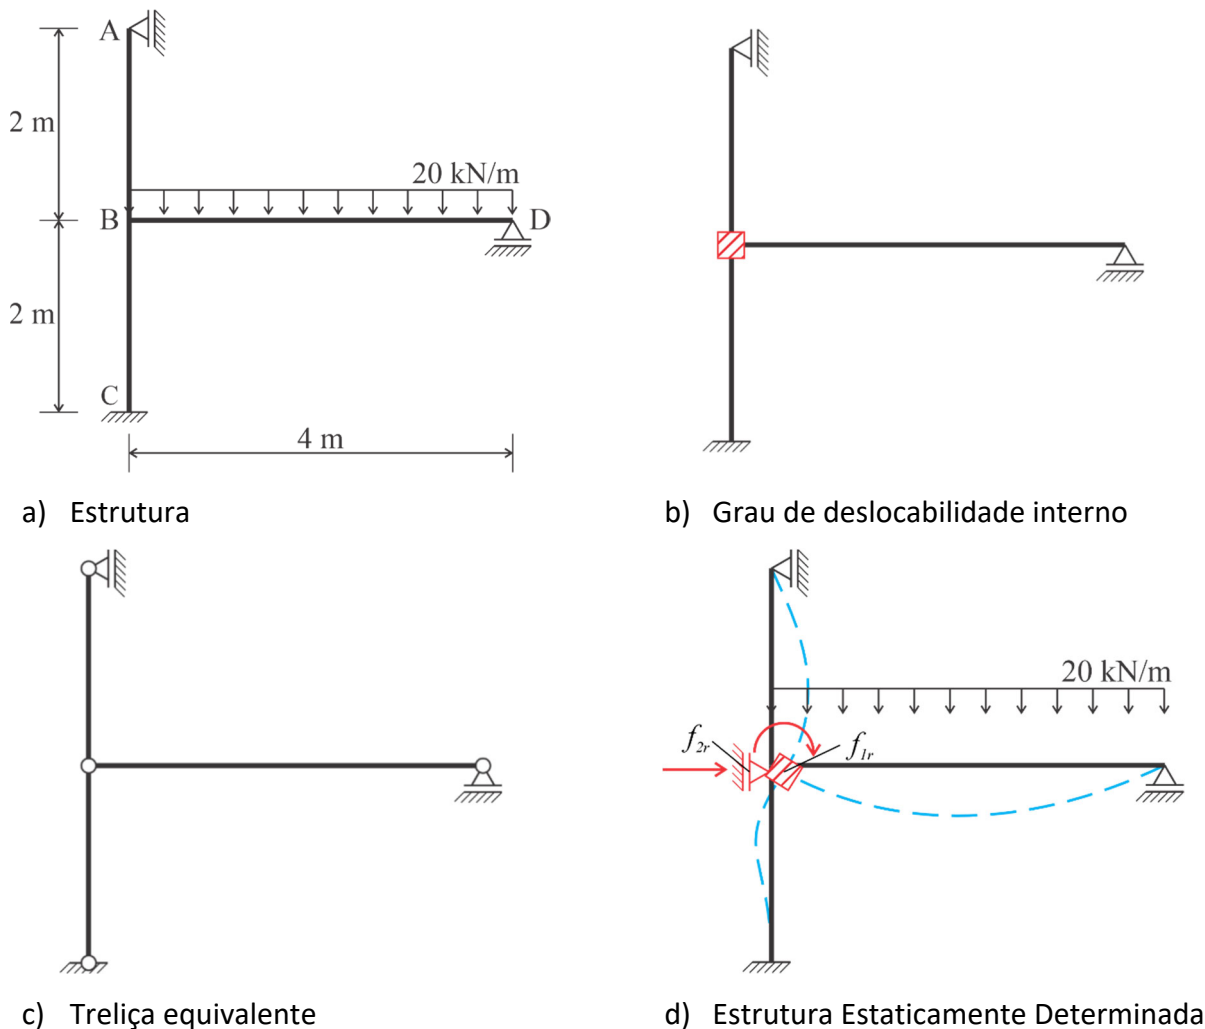 A
2 m
20 kN/m
B
D
2 m
C
4 m
a) Estrutura
b) Grau de deslocabilidade interno
20 kN/m
f2r
f1r
c) Treliça equivalente
d) Estrutura Estaticamente Determinada